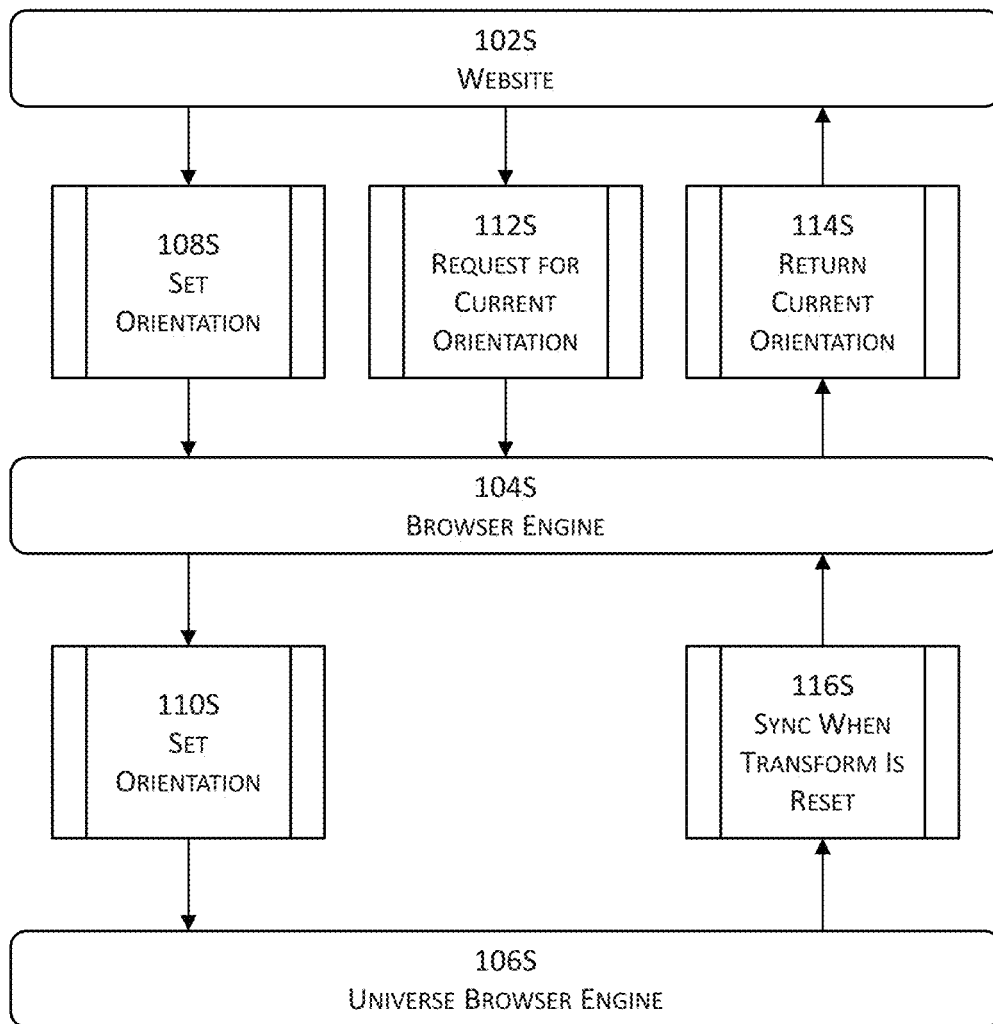 102S
WEBSITE
108S
SET
ORIENTATION
112S
REQUEST FOR
CURRENT
ORIENTATION
114S
RETURN
CURRENT
ORIENTATION
104S
BROWSER ENGINE
110S
SET
ORIENTATION
116S
SYNC WHEN
TRANSFORM IS
RESET
106S
UNIVERSE BROWSER ENGINE